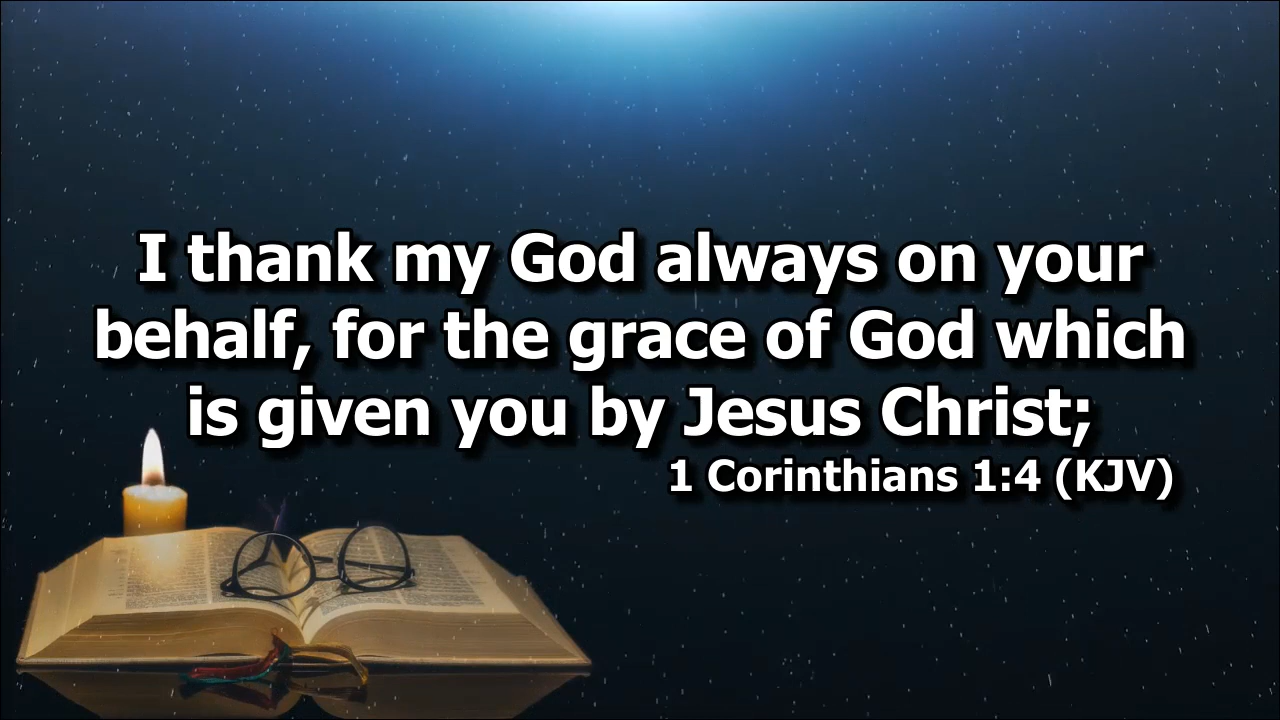 I thank my God always on your
behalf, for the grace of God which
is given you by Jesus Christ;
1 Corinthians 1:4 (KJV)